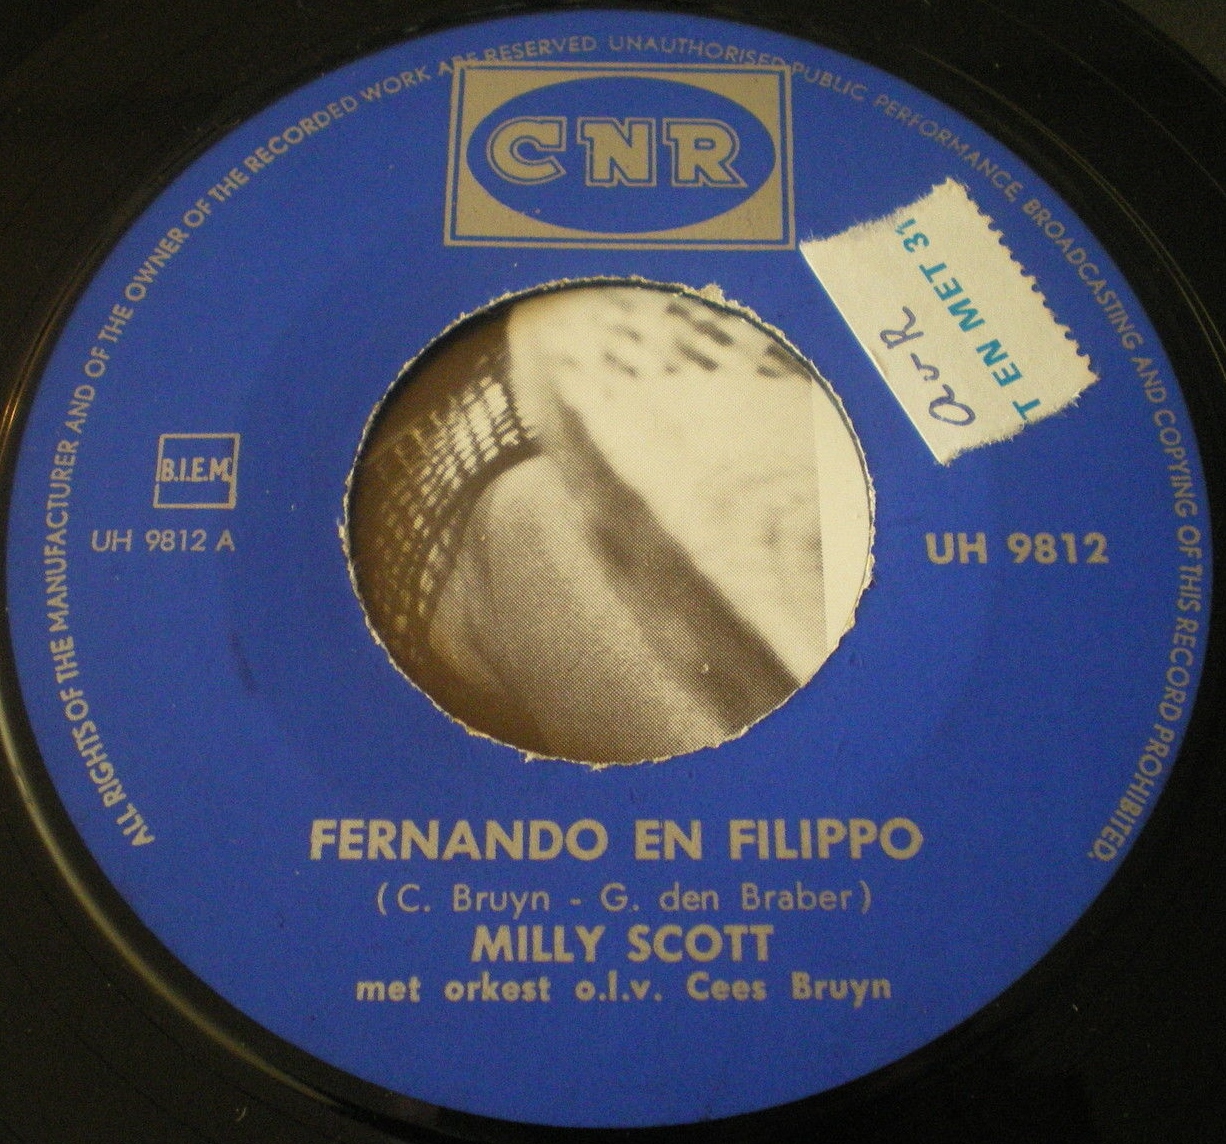 ALL RIGHTS OF THE MANUFACTURER AND OF THE OWNER OF THE RECORDED WORK ARE RESERVED UNAUTHORISED PUBLIC PERFORMANCE, BROADCASTING AND COPYING OF THIS RECORD PROHIBITED.
CNR
T EN MET 31
B.I.E.M.
UH 9812 A
UH 9812
FERNANDO EN FILIPPO
(C. Bruyn - G. den Braber)
MILLY SCOTT
met orkest o.l.v. Cees Bruyn